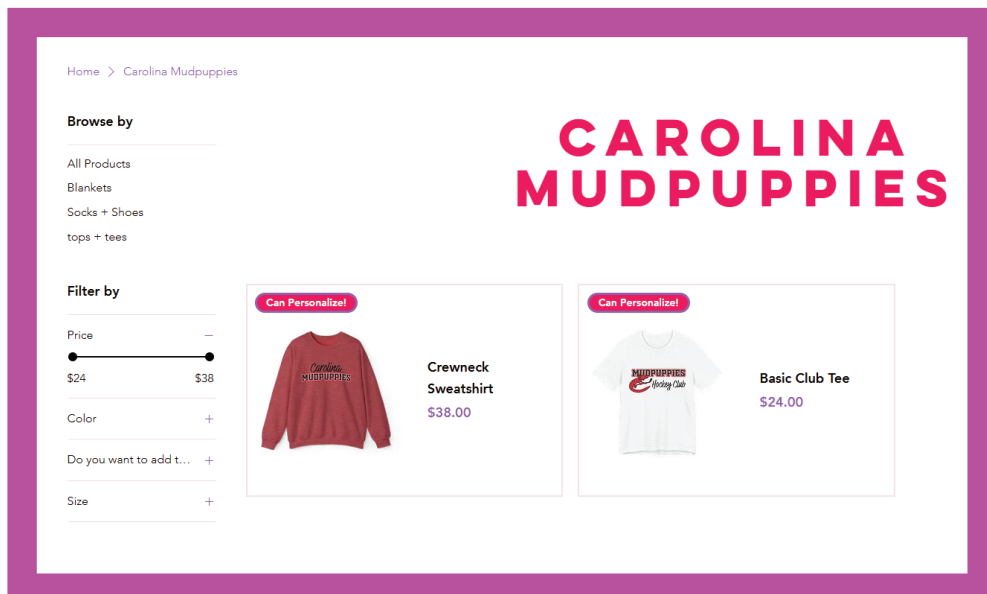 Home > Carolina Mudpuppies
CAROLINA
MUDPUPPIES
Browse by
All Products
Blankets
Socks + Shoes
tops + tees
Filter by
Price
$24 $38
Color
Do you want to add t...
Size
Can Personalize!
Carolina
MUDPUPPIES
Crewneck
Sweatshirt
$38.00
Can Personalize!
MUDPUPPIES
Hockey Club
Basic Club Tee
$24.00